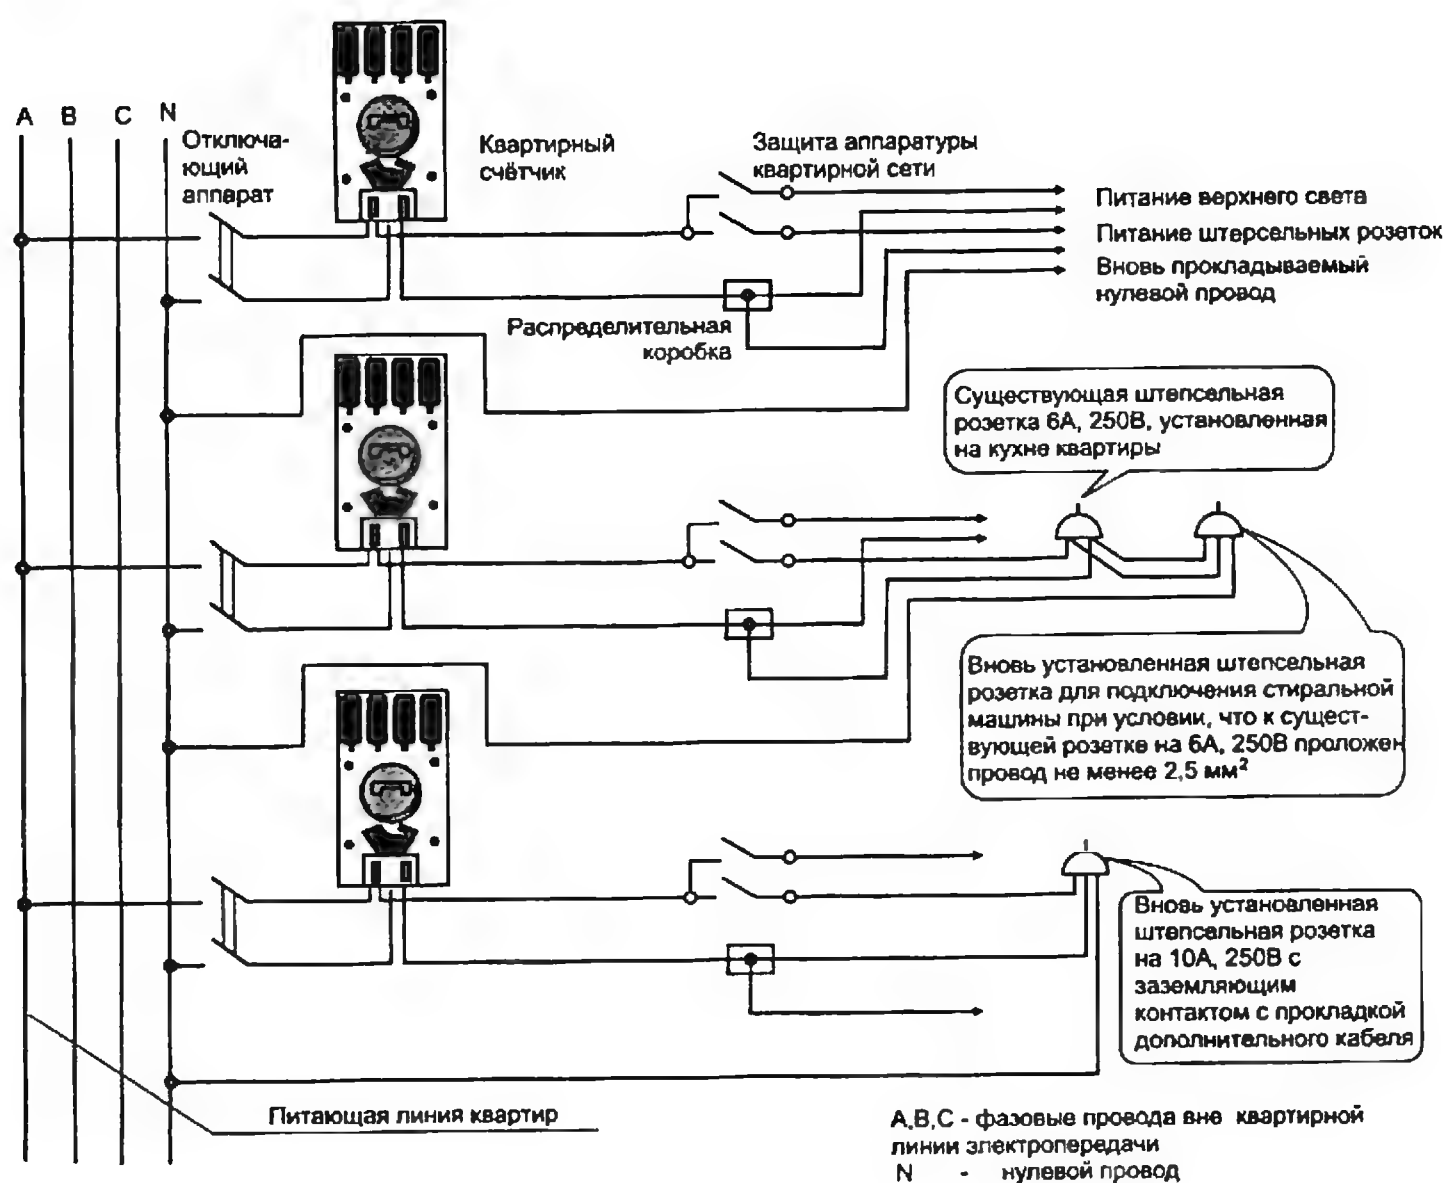 A B C N
Отключа-
ющий
аппарат
Квартирный
счётчик
Защита аппаратуры
квартирной сети
Питание верхнего света
Питание штерсельных розеток
Вновь прокладываемый
нулевой провод
Распределительная
коробка
Существующая штепсельная
розетка 6А, 250В, установленная
на кухне квартиры
Вновь установленная штепсельная
розетка для подключения стиральной
машины при условии, что к сущест-
вующей розетке на 6А, 250В проложен
провод не менее 2,5 мм²
Вновь установленная
штепсельная розетка
на 10А, 250В с
заземляющим
контактом с прокладкой
дополнительного кабеля
Питающая линия квартир
А,В,С - фазовые провода вне квартирной
линии электропередачи
N - нулевой провод